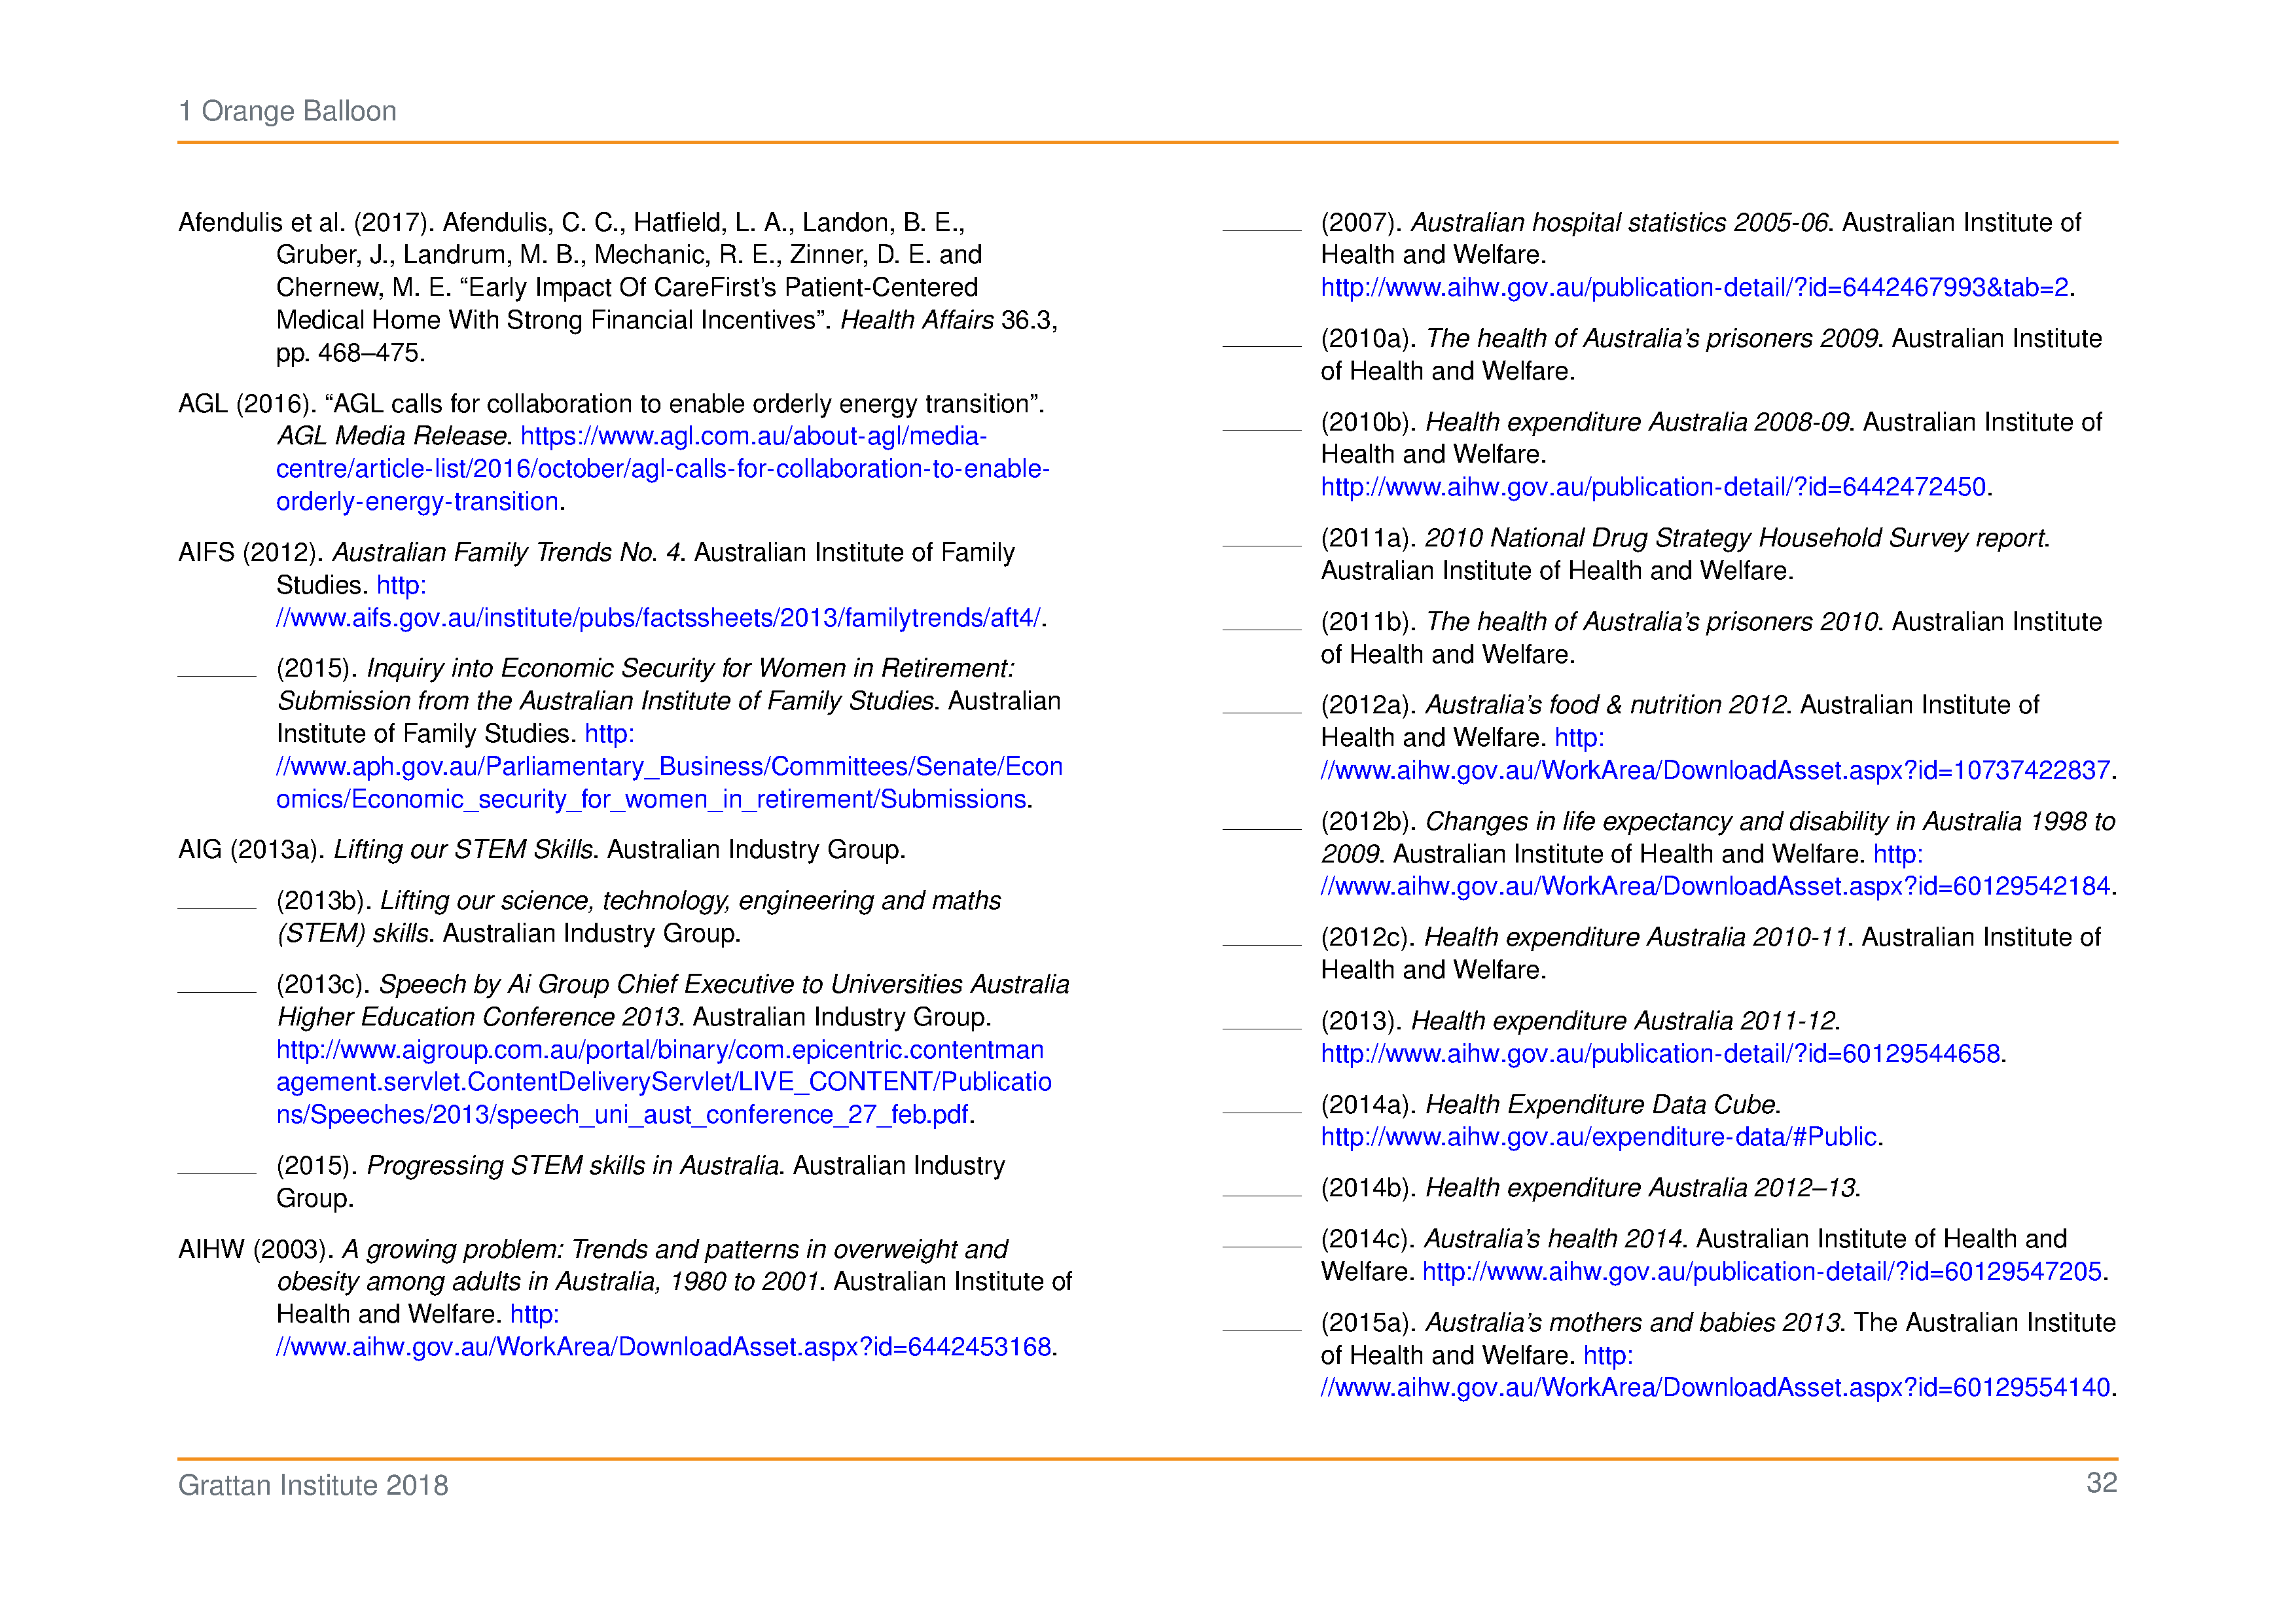 1 Orange Balloon
Afendulis et al. (2017). Afendulis, C. C., Hatfield, L. A., Landon, B. E.,
Gruber, J., Landrum, M. B., Mechanic, R. E., Zinner, D. E. and
Chernew, M. E. “Early Impact Of CareFirst’s Patient-Centered
Medical Home With Strong Financial Incentives”. Health Affairs 36.3,
pp. 468–475.
AGL (2016). “AGL calls for collaboration to enable orderly energy transition”.
AGL Media Release. https://www.agl.com.au/about-agl/media-
centre/article-list/2016/october/agl-calls-for-collaboration-to-enable-
orderly-energy-transition.
AIFS (2012). Australian Family Trends No. 4. Australian Institute of Family
Studies. http:
//www.aifs.gov.au/institute/pubs/factssheets/2013/familytrends/aft4/.
(2015). Inquiry into Economic Security for Women in Retirement:
Submission from the Australian Institute of Family Studies. Australian
Institute of Family Studies. http:
//www.aph.gov.au/Parliamentary_Business/Committees/Senate/Econ
omics/Economic_security_for_women_in_retirement/Submissions.
AIG (2013a). Lifting our STEM Skills. Australian Industry Group.
(2013b). Lifting our science, technology, engineering and maths
(STEM) skills. Australian Industry Group.
(2013c). Speech by Ai Group Chief Executive to Universities Australia
Higher Education Conference 2013. Australian Industry Group.
http://www.aigroup.com.au/portal/binary/com.epicentric.contentman
agement.servlet.ContentDeliveryServlet/LIVE_CONTENT/Publicatio
ns/Speeches/2013/speech_uni_aust_conference_27_feb.pdf.
(2015). Progressing STEM skills in Australia. Australian Industry
Group.
AIHW (2003). A growing problem: Trends and patterns in overweight and
obesity among adults in Australia, 1980 to 2001. Australian Institute of
Health and Welfare. http:
//www.aihw.gov.au/WorkArea/DownloadAsset.aspx?id=6442453168.
(2007). Australian hospital statistics 2005-06. Australian Institute of
Health and Welfare.
http://www.aihw.gov.au/publication-detail/?id=6442467993&tab=2.
(2010a). The health of Australia’s prisoners 2009. Australian Institute
of Health and Welfare.
(2010b). Health expenditure Australia 2008-09. Australian Institute of
Health and Welfare.
http://www.aihw.gov.au/publication-detail/?id=6442472450.
(2011a). 2010 National Drug Strategy Household Survey report.
Australian Institute of Health and Welfare.
(2011b). The health of Australia’s prisoners 2010. Australian Institute
of Health and Welfare.
(2012a). Australia’s food & nutrition 2012. Australian Institute of
Health and Welfare. http:
//www.aihw.gov.au/WorkArea/DownloadAsset.aspx?id=10737422837.
(2012b). Changes in life expectancy and disability in Australia 1998 to
2009. Australian Institute of Health and Welfare. http:
//www.aihw.gov.au/WorkArea/DownloadAsset.aspx?id=60129542184.
(2012c). Health expenditure Australia 2010-11. Australian Institute of
Health and Welfare.
(2013). Health expenditure Australia 2011-12.
http://www.aihw.gov.au/publication-detail/?id=60129544658.
(2014a). Health Expenditure Data Cube.
http://www.aihw.gov.au/expenditure-data/#Public.
(2014b). Health expenditure Australia 2012–13.
(2014c). Australia’s health 2014. Australian Institute of Health and
Welfare. http://www.aihw.gov.au/publication-detail/?id=60129547205.
(2015a). Australia’s mothers and babies 2013. The Australian Institute
of Health and Welfare. http:
//www.aihw.gov.au/WorkArea/DownloadAsset.aspx?id=60129554140.
Grattan Institute 2018
32